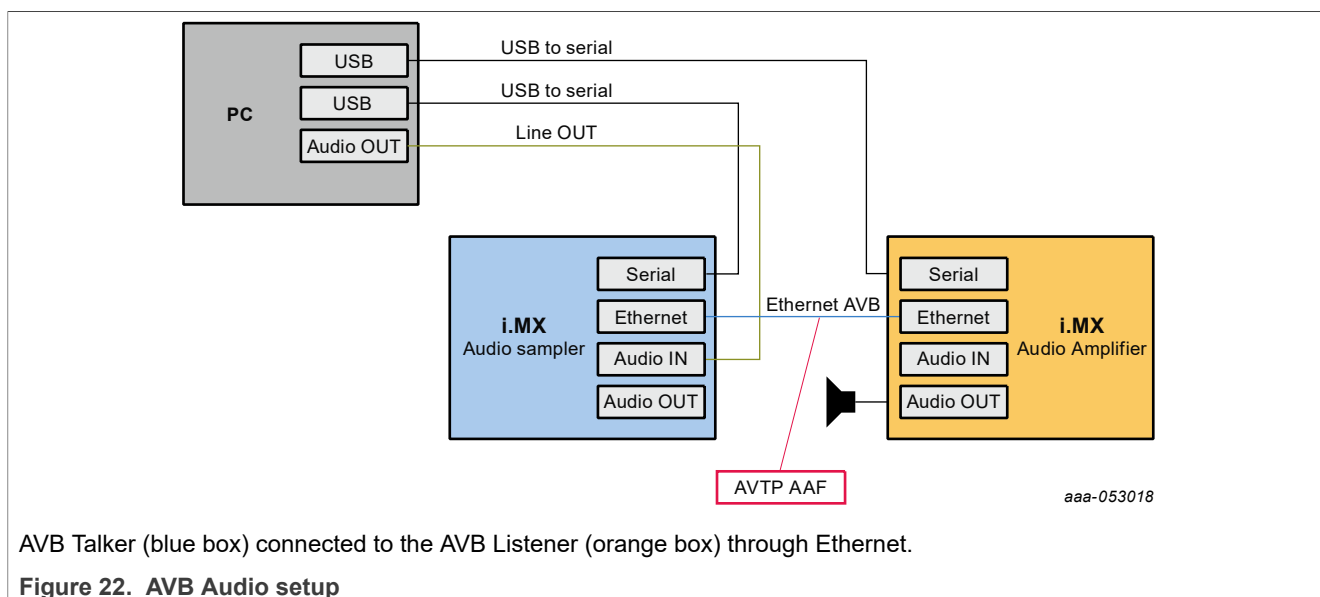 USB
USB to serial
PC
USB
USB to serial
Audio OUT
Line OUT
i.MX
Audio sampler
Serial
Ethernet
Audio IN
Audio OUT
Ethernet AVB
Serial
Ethernet
Audio IN
Audio OUT
i.MX
Audio Amplifier
AVTP AAF
aaa-053018
AVB Talker (blue box) connected to the AVB Listener (orange box) through Ethernet.
Figure 22. AVB Audio setup